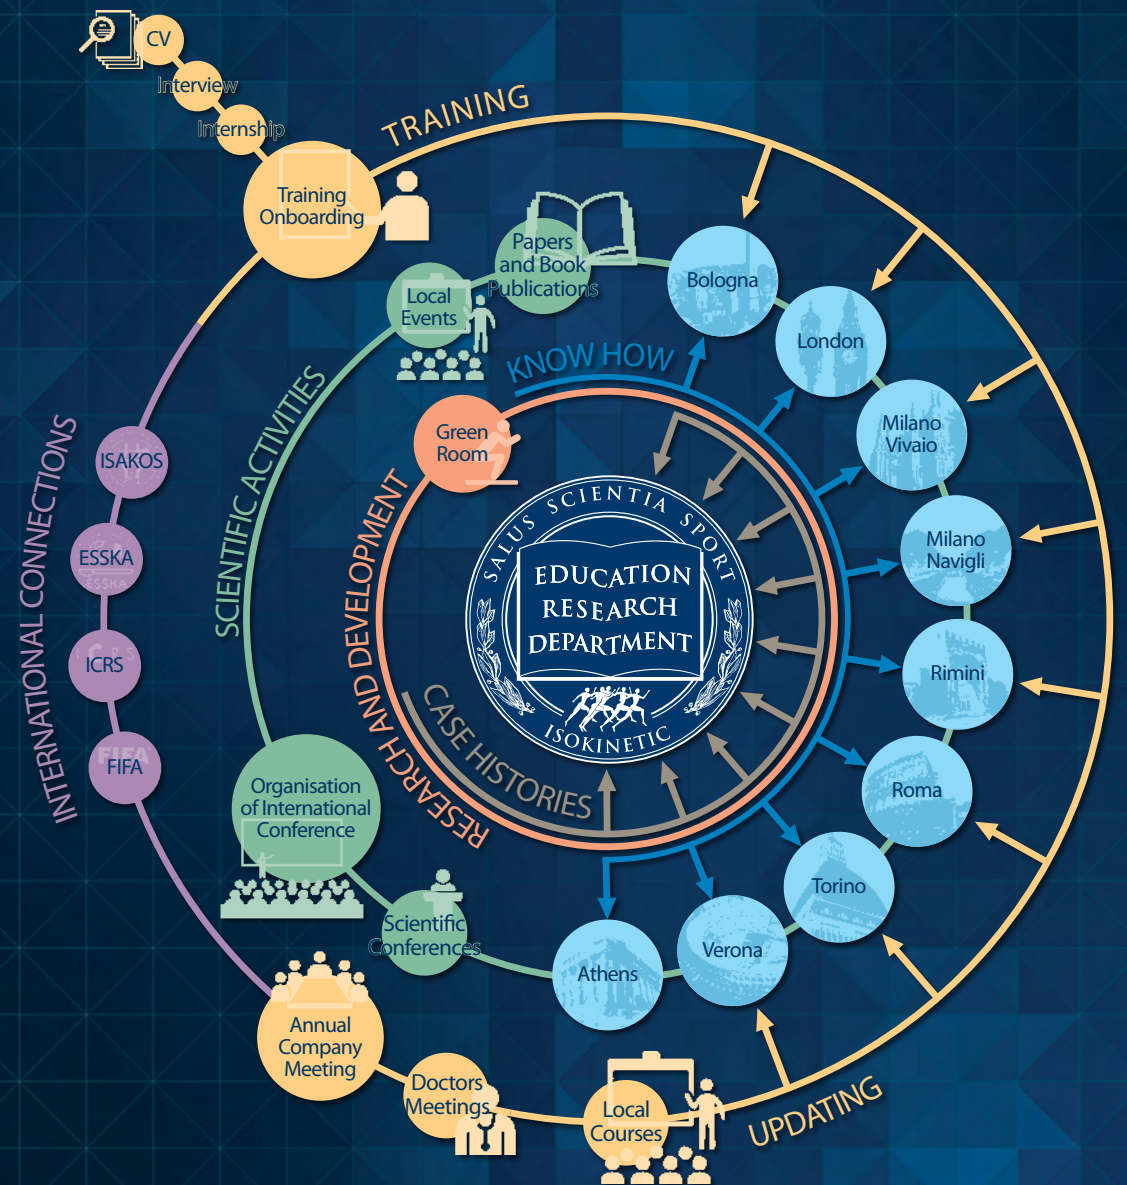 CV
Interview
Internship
Training
Onboarding
TRAINING
Papers
and Book
Publications
Local
Events
Bologna
London
Milano
Vivaio
Milano
Navigli
Rimini
Roma
Torino
Verona
Athens
KNOW HOW
SCIENTIFIC ACTIVITIES
Green
Room
RESEARCH AND DEVELOPMENT
CASE HISTORIES
SALUS SCIENTIA SPORT
EDUCATION
RESEARCH
DEPARTMENT
ISOKINETIC
INTERNATIONAL CONNECTIONS
ISAKOS
ESSKA
ESSKA
ICRS
ICRS
FIFA
FIFA
Organisation
of International
Conference
Scientific
Conferences
Annual
Company
Meeting
Doctors
Meetings
Local
Courses
UPDATING